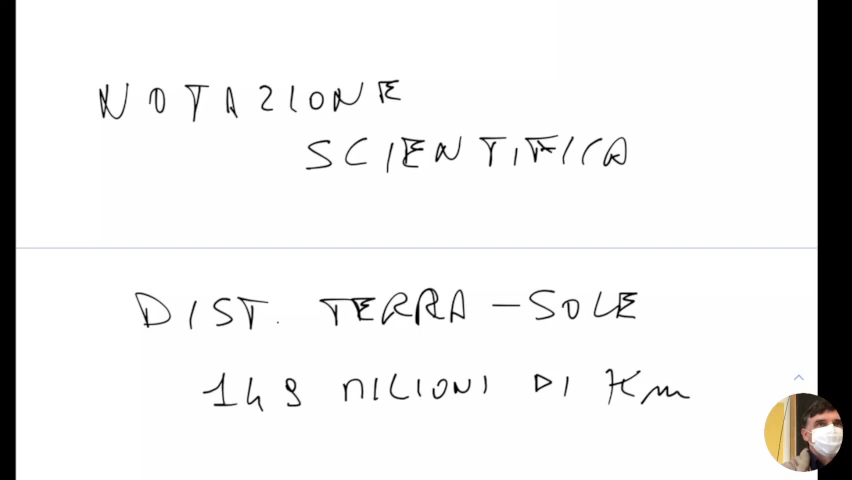 NOTAZIONE
SCIENTIFICA
DIST. TERRA - SOLE
149 MILIONI DI Km